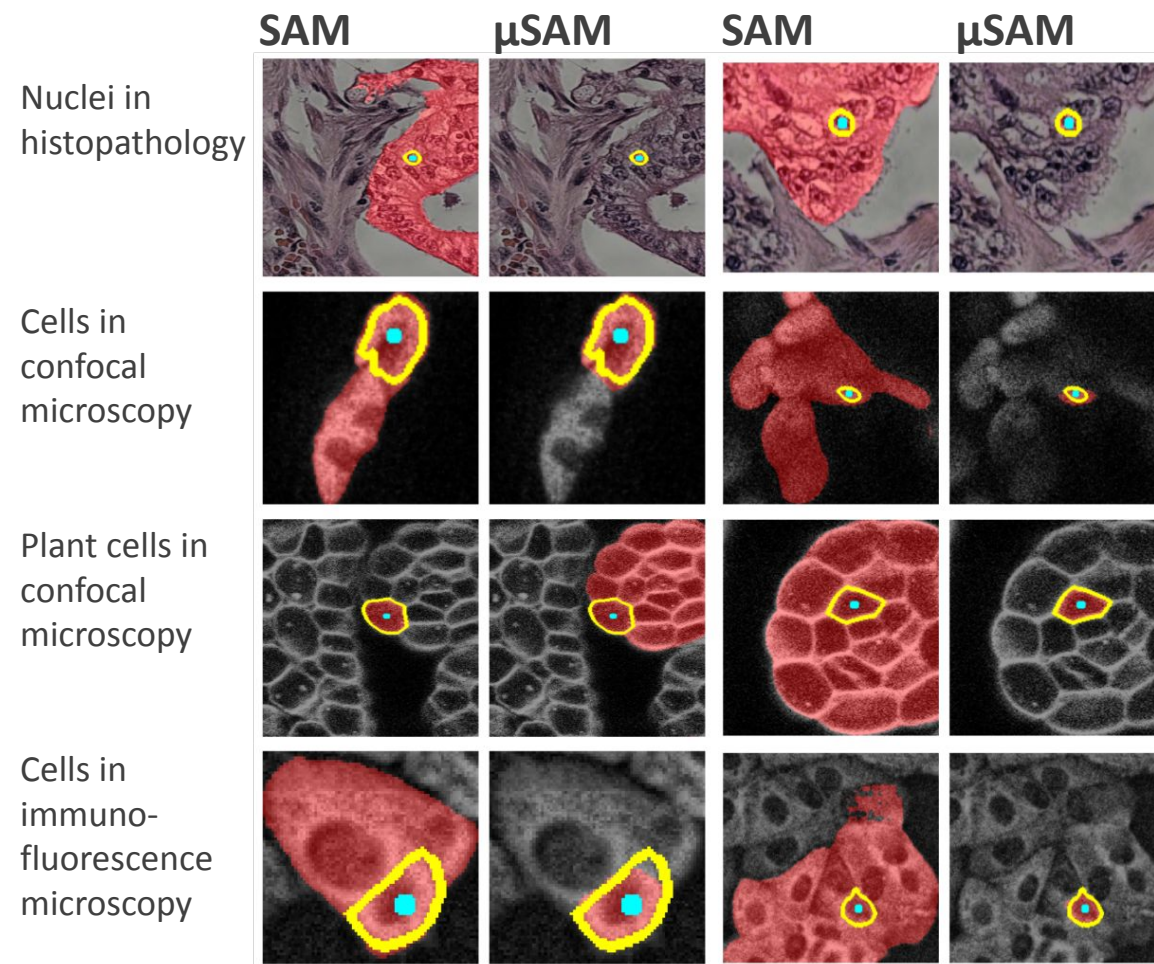 SAM µSAM SAM µSAM
Nuclei in
histopathology
Cells in
confocal
microscopy
Plant cells in
confocal
microscopy
Cells in
immuno-
fluorescence
microscopy